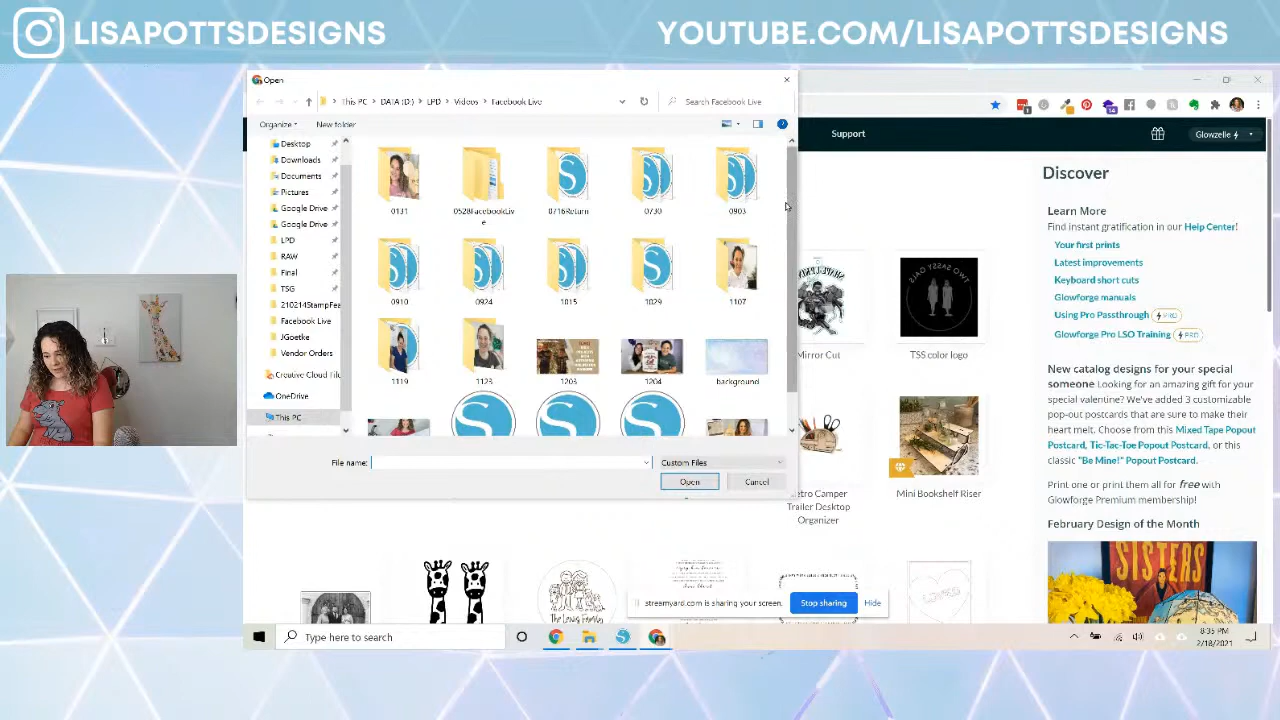 LISAPOTTSDESIGNS
YOUTUBE.COM/LISAPOTTSDESIGNS
Open
This PC > DATA (D:) > LPD > Videos > Facebook Live
Search Facebook Live
Organize
New folder
Desktop
Downloads
Documents
Pictures
Google Drive
Google Drive
LPD
RAW
Final
TSG
210214StampFea
Facebook Live
JGoetke
Vendor Orders
Creative Cloud Fil
OneDrive
This PC
0131
0528FacebookLiv
e
0716Return
0730
0903
0910
0924
1015
1029
1107
1119
1123
1203
1204
background
File name:
Custom Files
Open
Cancel
Support
Glowzelle
Discover
Learn More
Find instant gratification in our Help Center!
Your first prints
Latest improvements
Keyboard short cuts
Glowforge manuals
Using Pro Passthrough PRO
Glowforge Pro LSO Training PRO
New catalog designs for your special
someone Looking for an amazing gift for your
special valentine? We've added 3 customizable
pop-out postcards that are sure to make their
heart melt. Choose from this Mixed Tape Popout
Postcard, Tic-Tac-Toe Popout Postcard, or this
classic "Be Mine!" Popout Postcard.
Print one or print them all for free with
Glowforge Premium membership!
February Design of the Month
SISTERS
Mirror Cut
TSS color logo
Retro Camper
Trailer Desktop
Organizer
Mini Bookshelf Riser
The Lewis Family
LOVED
streamyard.com is sharing your screen.
Stop sharing
Hide
Type here to search
8:35 PM
2/18/2021